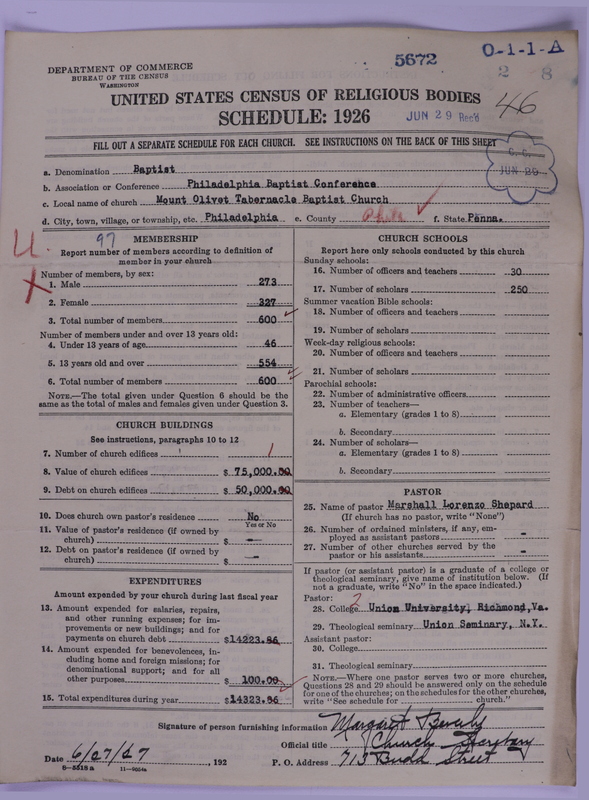 DEPARTMENT OF COMMERCE
BUREAU OF THE CENSUS
WASHINGTON
5672
0-1-1-A
2 8
UNITED STATES CENSUS OF RELIGIOUS BODIES
46
SCHEDULE: 1926
JUN 29 Rec'd
FILL OUT A SEPARATE SCHEDULE FOR EACH CHURCH. SEE INSTRUCTIONS ON THE BACK OF THIS SHEET
C. C.
JUN 29
a. Denomination Baptist
b. Association or Conference Philadelphia Baptist Conference
c. Local name of church Mount Olivet Tabernacle Baptist Church
d. City, town, village, or township, etc. Philadelphia e. County Phila f. State Penna.
U. 97
MEMBERSHIP
Report number of members according to definition of
member in your church
Number of members, by sex:
1. Male 273
2. Female 327
3. Total number of members 600
Number of members under and over 13 years old:
4. Under 13 years of age 46
5. 13 years old and over 554
6. Total number of members 600
NOTE.—The total given under Question 6 should be the
same as the total of males and females given under Question 3.
CHURCH BUILDINGS
See instructions, paragraphs 10 to 12
7. Number of church edifices 1
8. Value of church edifices $ 75,000.00
9. Debt on church edifices $ 50,000.00
10. Does church own pastor's residence No
Yes or No
11. Value of pastor's residence (if owned by
church) $ -
12. Debt on pastor's residence (if owned by
church) $ -
EXPENDITURES
Amount expended by your church during last fiscal year
13. Amount expended for salaries, repairs,
and other running expenses; for im-
provements or new buildings; and for
payments on church debt $14223.86
14. Amount expended for benevolences, in-
cluding home and foreign missions; for
denominational support; and for all
other purposes $ 100.00
15. Total expenditures during year $14323.86
CHURCH SCHOOLS
Report here only schools conducted by this church
Sunday schools:
16. Number of officers and teachers 30
17. Number of scholars 250
Summer vacation Bible schools:
18. Number of officers and teachers
19. Number of scholars
Week-day religious schools:
20. Number of officers and teachers
21. Number of scholars
Parochial schools:
22. Number of administrative officers
23. Number of teachers—
a. Elementary (grades 1 to 8)
b. Secondary
24. Number of scholars—
a. Elementary (grades 1 to 8)
b. Secondary
PASTOR
25. Name of pastor Marshall Lorenzo Shepard
(If church has no pastor, write "None")
26. Number of ordained ministers, if any, em-
ployed as assistant pastors -
27. Number of other churches served by the
pastor or his assistants -
If pastor (or assistant pastor) is a graduate of a college or
theological seminary, give name of institution below. (If
not a graduate, write "No" in the space indicated.)
Pastor:
28. College 2 Union University, Richmond,Va.
29. Theological seminary Union Seminary, N.Y.
Assistant pastor:
30. College
31. Theological seminary
NOTE.—Where one pastor serves two or more churches,
Questions 28 and 29 should be answered only on the schedule
for one of the churches; on the schedules for the other churches,
write "See schedule for church."
Signature of person furnishing information Margaret Beverly
Official title Church Secretary
Date 6/27/27, 192 P. O. Address 713 Budd Street
8-5518a 11-9054a